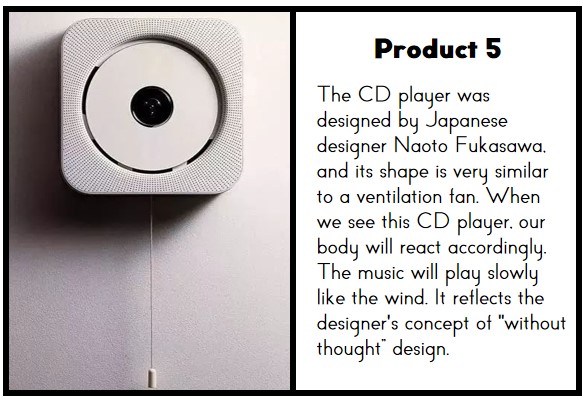 Product 5
The CD player was
designed by Japanese
designer Naoto Fukasawa,
and its shape is very similar
to a ventilation fan. When
we see this CD player, our
body will react accordingly.
The music will play slowly
like the wind. It reflects the
designer's concept of "without
thought" design.